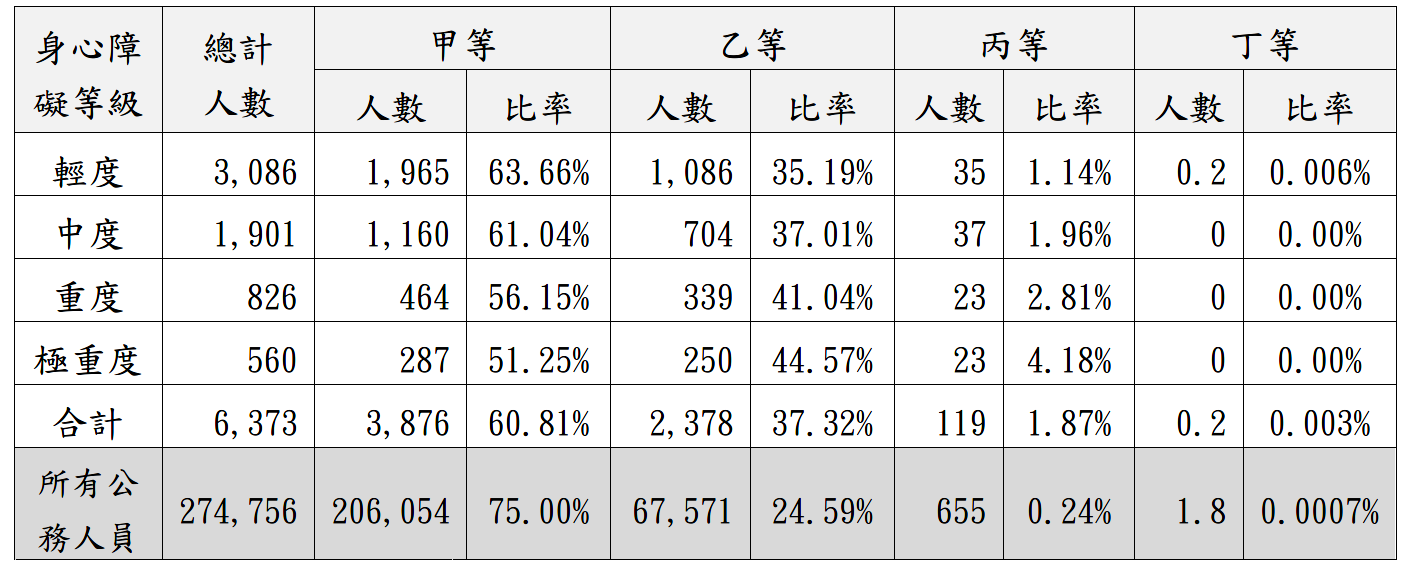 身心障礙等級 總計人數 甲等 乙等 丙等 丁等
人數 比率 人數 比率 人數 比率 人數 比率
輕度 3,086 1,965 63.66% 1,086 35.19% 35 1.14% 0.2 0.006%
中度 1,901 1,160 61.04% 704 37.01% 37 1.96% 0 0.00%
重度 826 464 56.15% 339 41.04% 23 2.81% 0 0.00%
極重度 560 287 51.25% 250 44.57% 23 4.18% 0 0.00%
合計 6,373 3,876 60.81% 2,378 37.32% 119 1.87% 0.2 0.003%
所有公務人員 274,756 206,054 75.00% 67,571 24.59% 655 0.24% 1.8 0.0007%